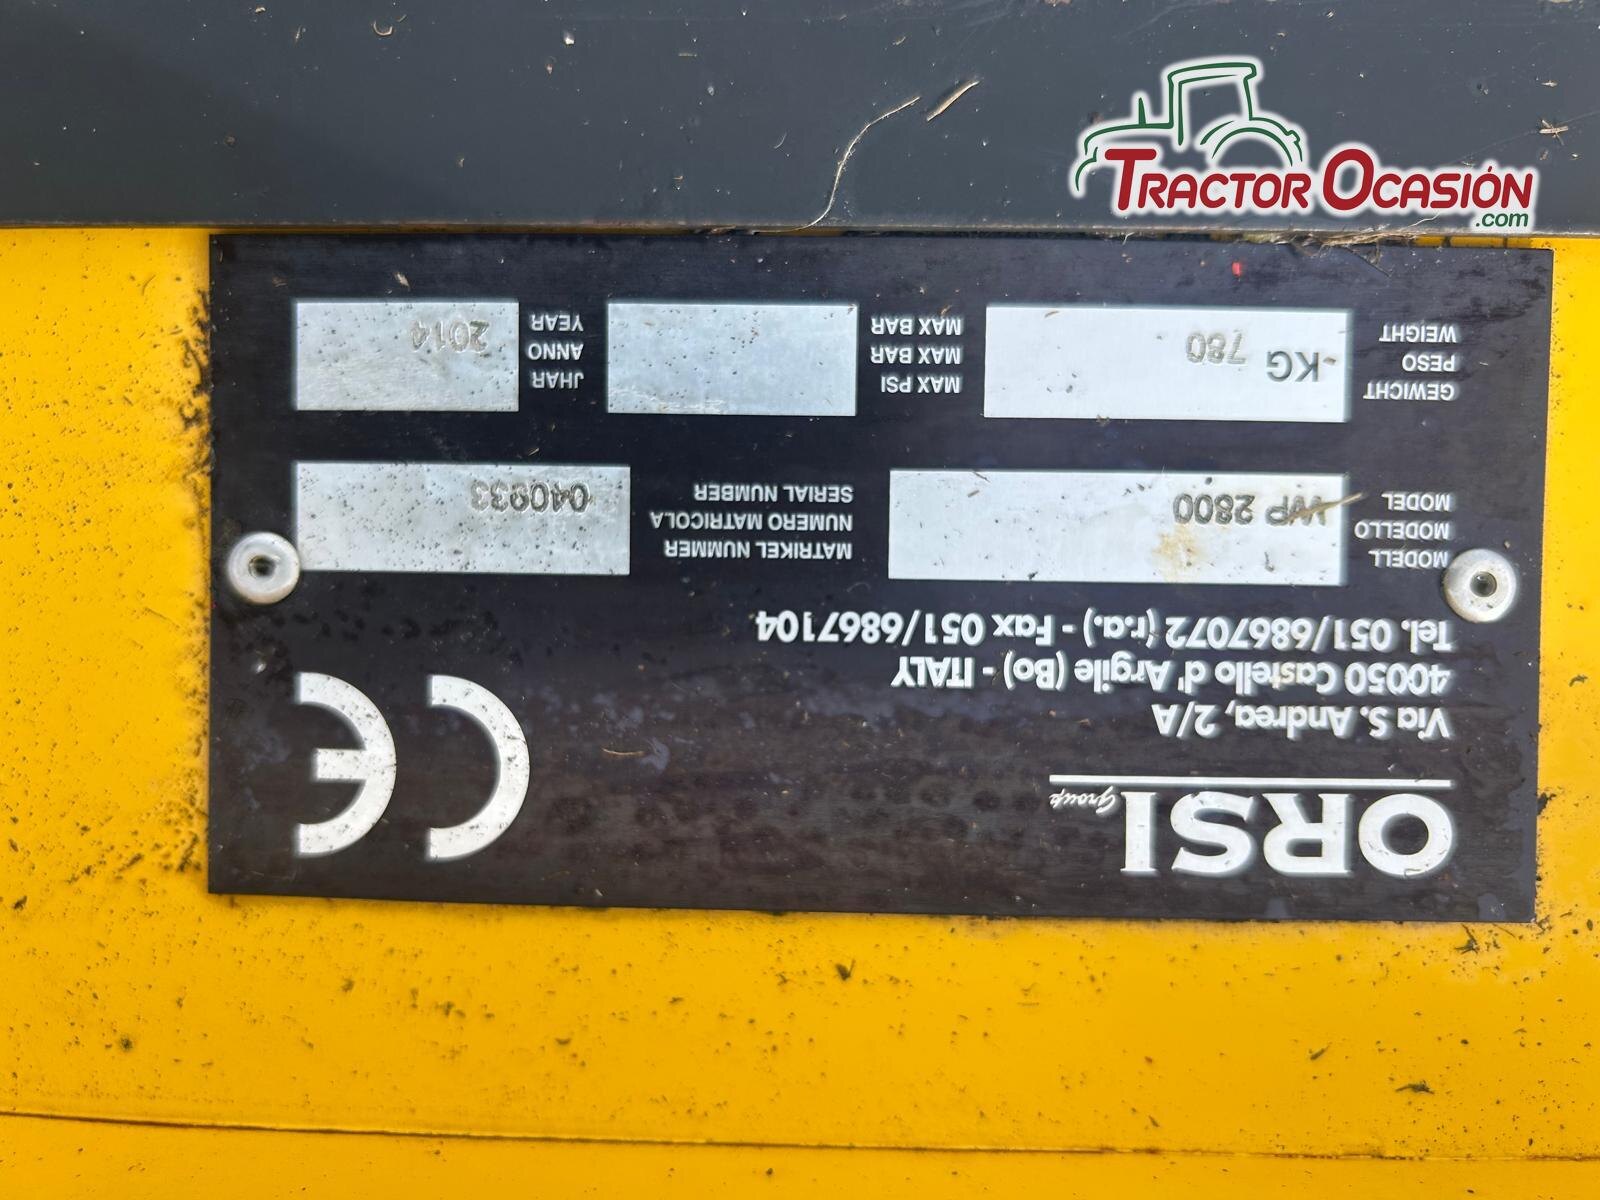 TRACTOR OCASIÓN
.com
ORSI
Group
Via S. Andrea, 2/A
40050 Castello d'Argile (Bo) - ITALY
Tel. 051/6867072 (r.a.) - Fax 051/6867104
CE
MODELL
MODELLO
MODEL
WP 2800
MATRIKEL NUMMER
NUMERO MATRICOLA
SERIAL NUMBER
040933
GEWICHT
PESO
WEIGHT
KG 780
MAX PSI
MAX BAR
MAX BAR
JHAR
ANNO
YEAR
2014